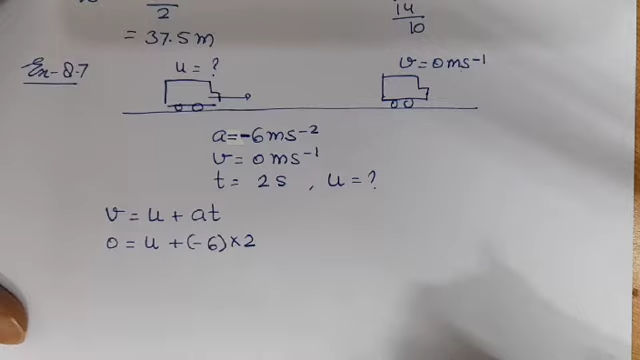 2
14
10
= 37.5 m
Ex-8.7
u = ?
v = 0 ms⁻¹
a = -6 ms⁻²
v = 0 ms⁻¹
t = 2s , u = ?
v = u + at
0 = u + (-6) × 2